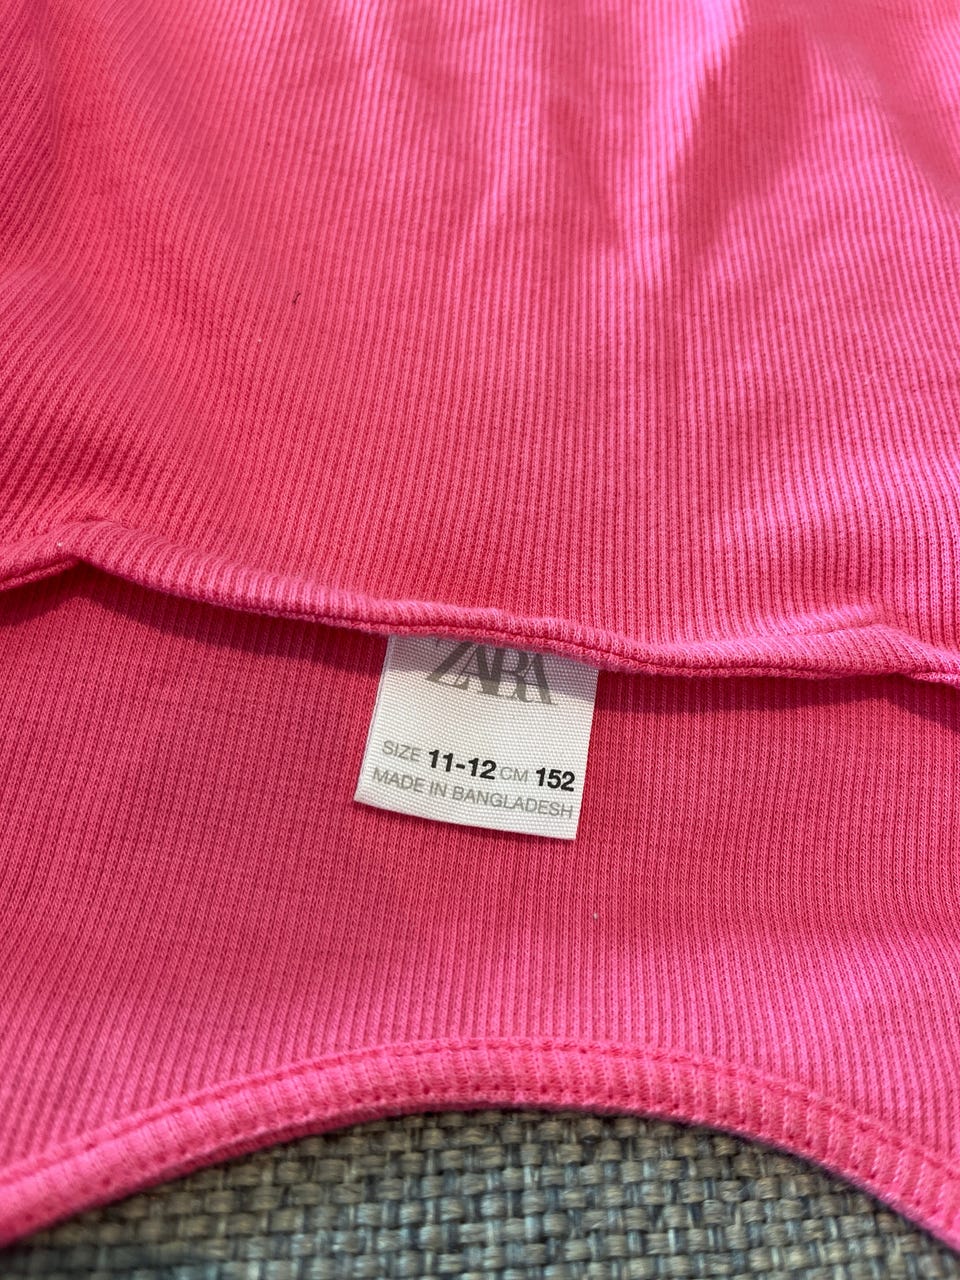 ZARA
SIZE 11-12 CM 152
MADE IN BANGLADESH